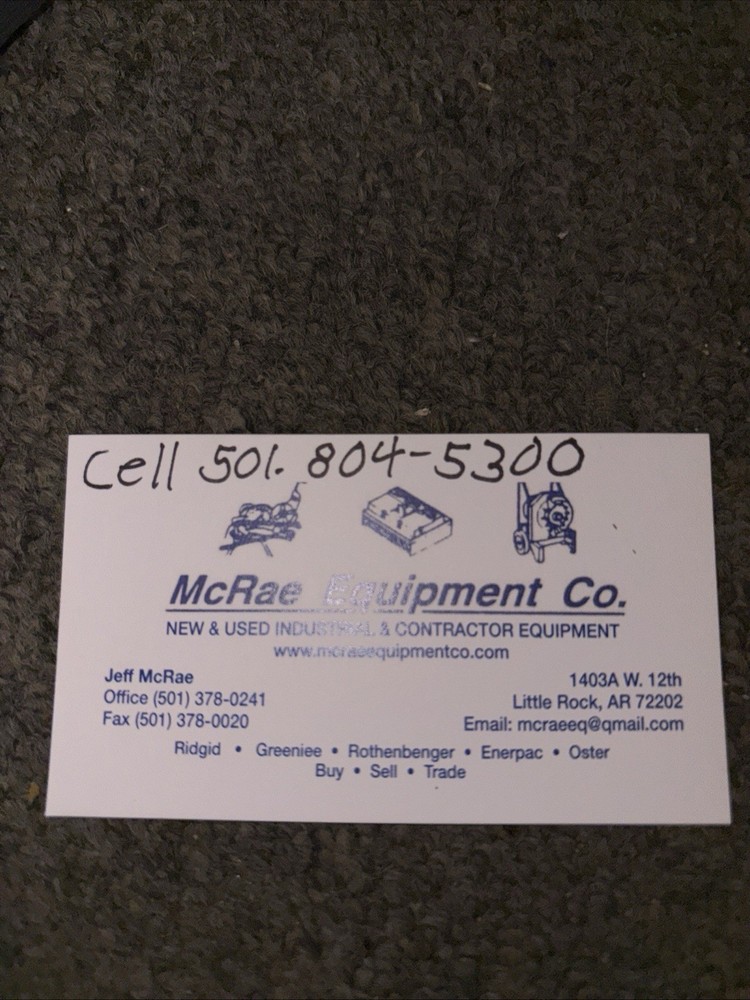 Cell 501. 804-5300
McRae Equipment Co.
NEW & USED INDUSTRIAL & CONTRACTOR EQUIPMENT
www.mcraeequipmentco.com
Jeff McRae
Office (501) 378-0241
Fax (501) 378-0020
1403A W. 12th
Little Rock, AR 72202
Email: mcraeeq@qmail.com
Ridgid • Greeniee • Rothenbenger • Enerpac • Oster
Buy • Sell • Trade